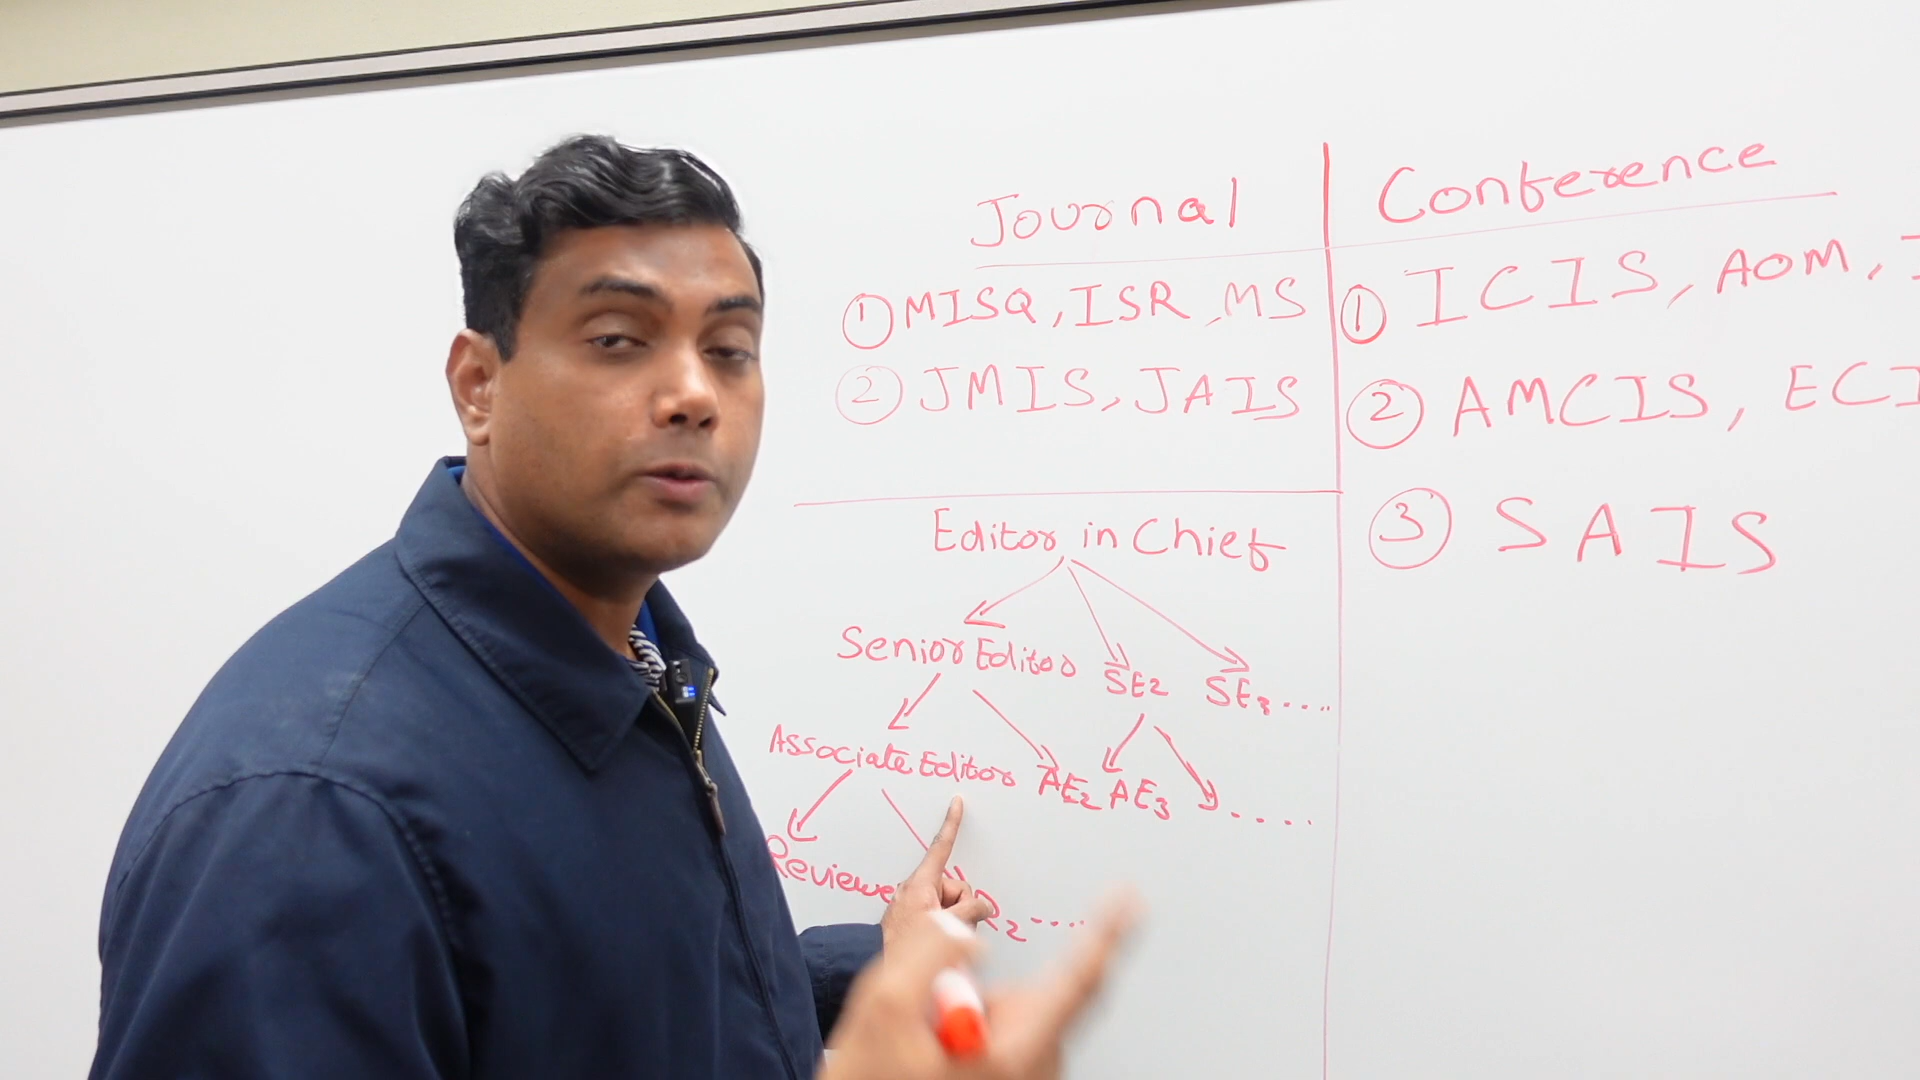 Journal
① MISQ, ISR, MS
② JMIS, JAIS
Editor in Chief
Senior Editor SE2 SE3....
Associate Editor AE2 AE3 .....
R2 ....
Conference
① ICIS, AOM,
② AMCIS,
③ SAIS